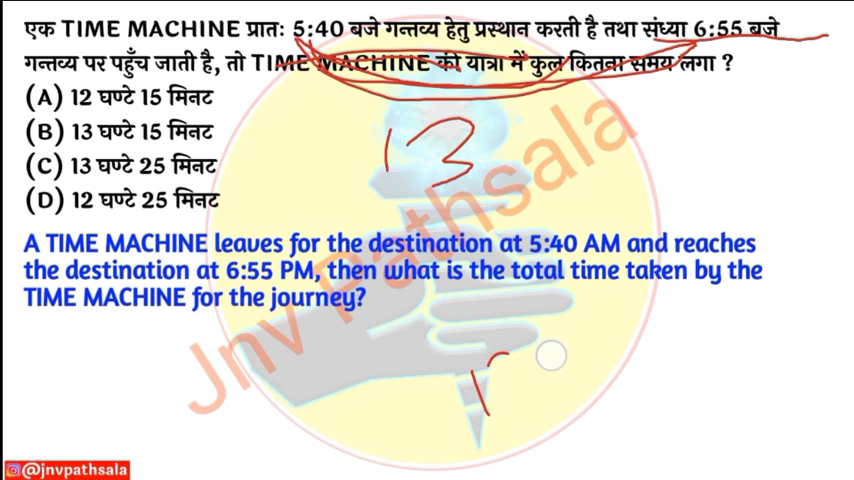 एक TIME MACHINE प्रातः 5:40 बजे गन्तव्य हेतु प्रस्थान करती है तथा संध्या 6:55 बजे
गन्तव्य पर पहुँच जाती है, तो TIME MACHINE की यात्रा में कुल कितना समय लगा ?
(A) 12 घण्टे 15 मिनट
(B) 13 घण्टे 15 मिनट
(C) 13 घण्टे 25 मिनट
(D) 12 घण्टे 25 मिनट
13
A TIME MACHINE leaves for the destination at 5:40 AM and reaches
the destination at 6:55 PM, then what is the total time taken by the
TIME MACHINE for the journey?
Jnv Pathsala
@jnvpathsala